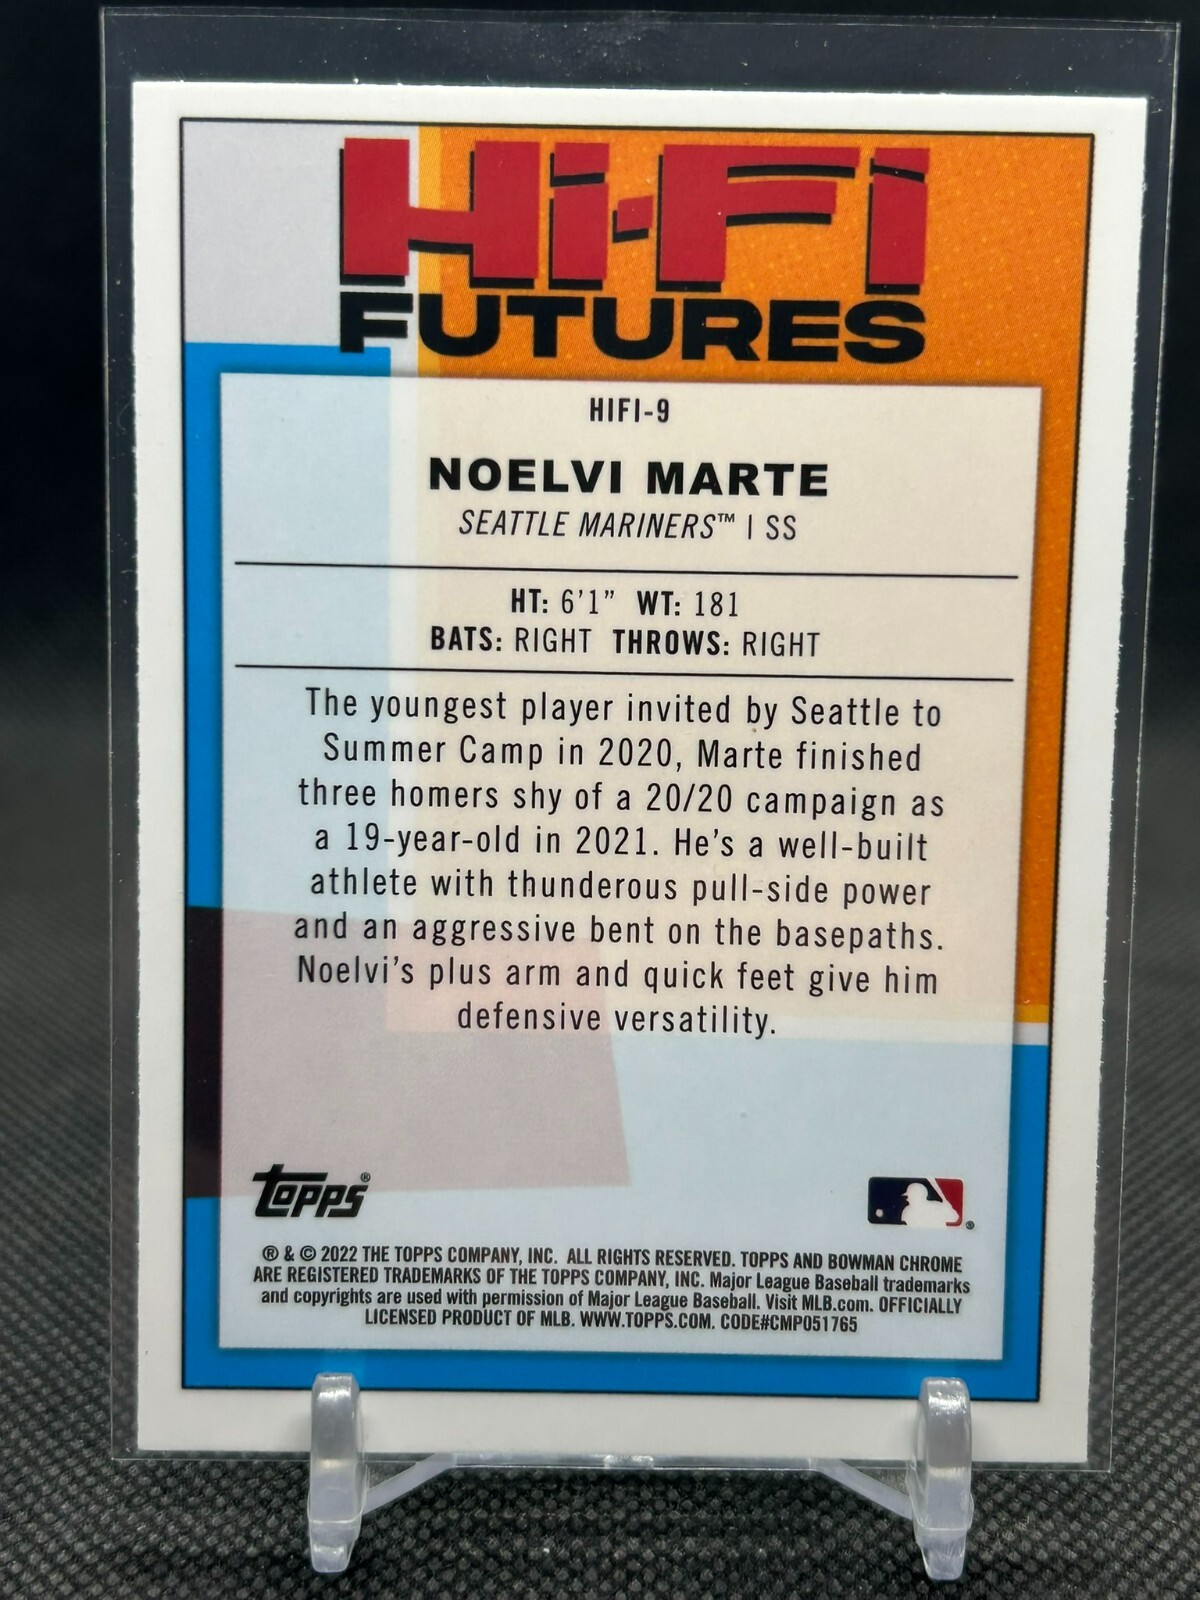 Hi-Fi
FUTURES
HIFI-9
NOELVI MARTE
SEATTLE MARINERS™ | SS
HT: 6'1" WT: 181
BATS: RIGHT THROWS: RIGHT
The youngest player invited by Seattle to
Summer Camp in 2020, Marte finished
three homers shy of a 20/20 campaign as
a 19-year-old in 2021. He's a well-built
athlete with thunderous pull-side power
and an aggressive bent on the basepaths.
Noelvi's plus arm and quick feet give him
defensive versatility.
Topps®
®
® & © 2022 THE TOPPS COMPANY, INC. ALL RIGHTS RESERVED. TOPPS AND BOWMAN CHROME
ARE REGISTERED TRADEMARKS OF THE TOPPS COMPANY, INC. Major League Baseball trademarks
and copyrights are used with permission of Major League Baseball. Visit MLB.com. OFFICIALLY
LICENSED PRODUCT OF MLB. WWW.TOPPS.COM. CODE#CMP051765